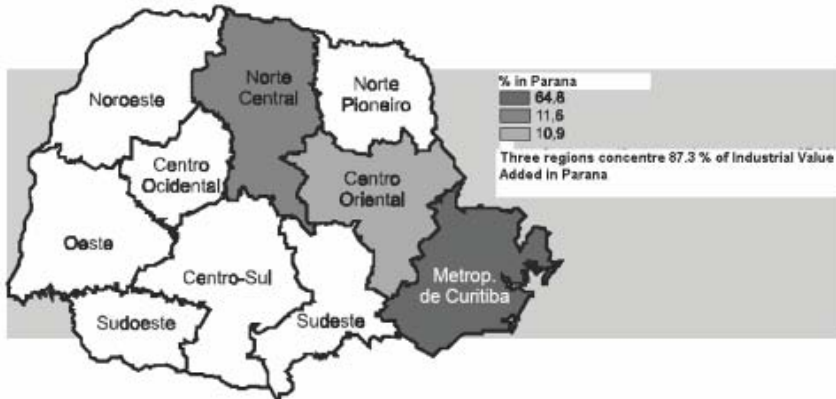 Noroeste
Norte
Central
Norte
Pioneiro
Centro
Ocidental
Centro
Oriental
Oeste
Centro-Sul
Metrop.
de Curitiba
Sudoeste
Sudeste
% in Parana
64,8
11,6
10,9
Three regions concentre 87.3 % of Industrial Value
Added in Parana